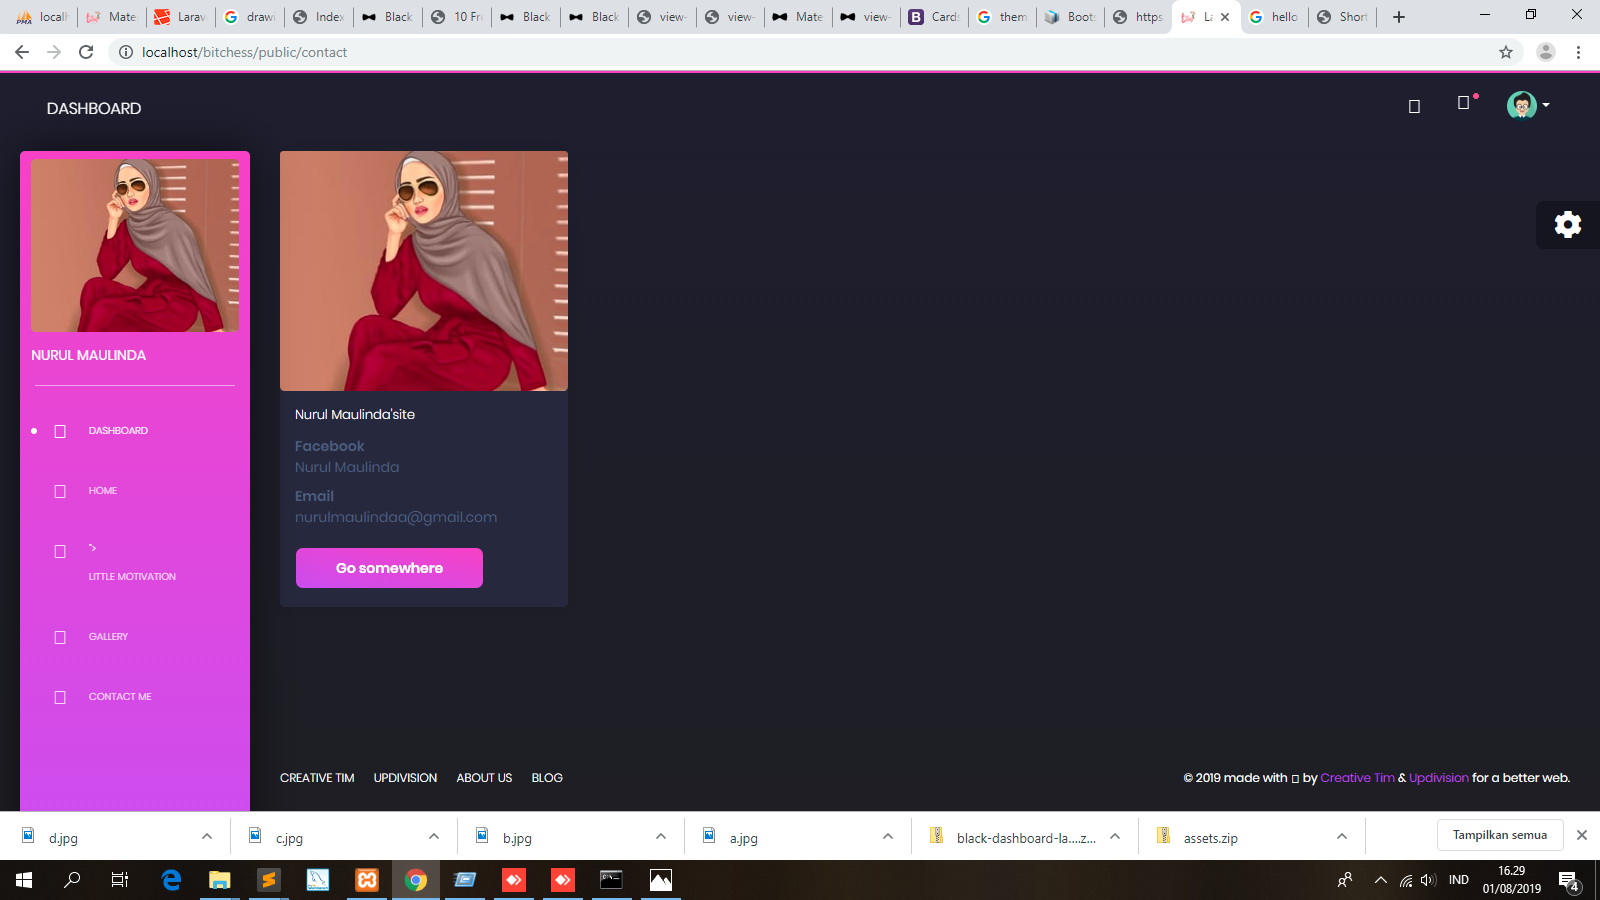 locall
Mate
Larav
drawi
Index
Black
10 Fr
Black
Black
view-
view-
Mate
view-
Cards
them
Boots
https
La
hello
Short
localhost/bitchess/public/contact
DASHBOARD
NURUL MAULINDA
DASHBOARD
HOME
">
LITTLE MOTIVATION
GALLERY
CONTACT ME
Nurul Maulinda'site
Facebook
Nurul Maulinda
Email
nurulmaulindaa@gmail.com
Go somewhere
CREATIVE TIM UPDIVISION ABOUT US BLOG
© 2019 made with by Creative Tim & Updivision for a better web.
d.jpg
c.jpg
b.jpg
a.jpg
black-dashboard-la....z...
assets.zip
Tampilkan semua
IND
16.29
01/08/2019
4